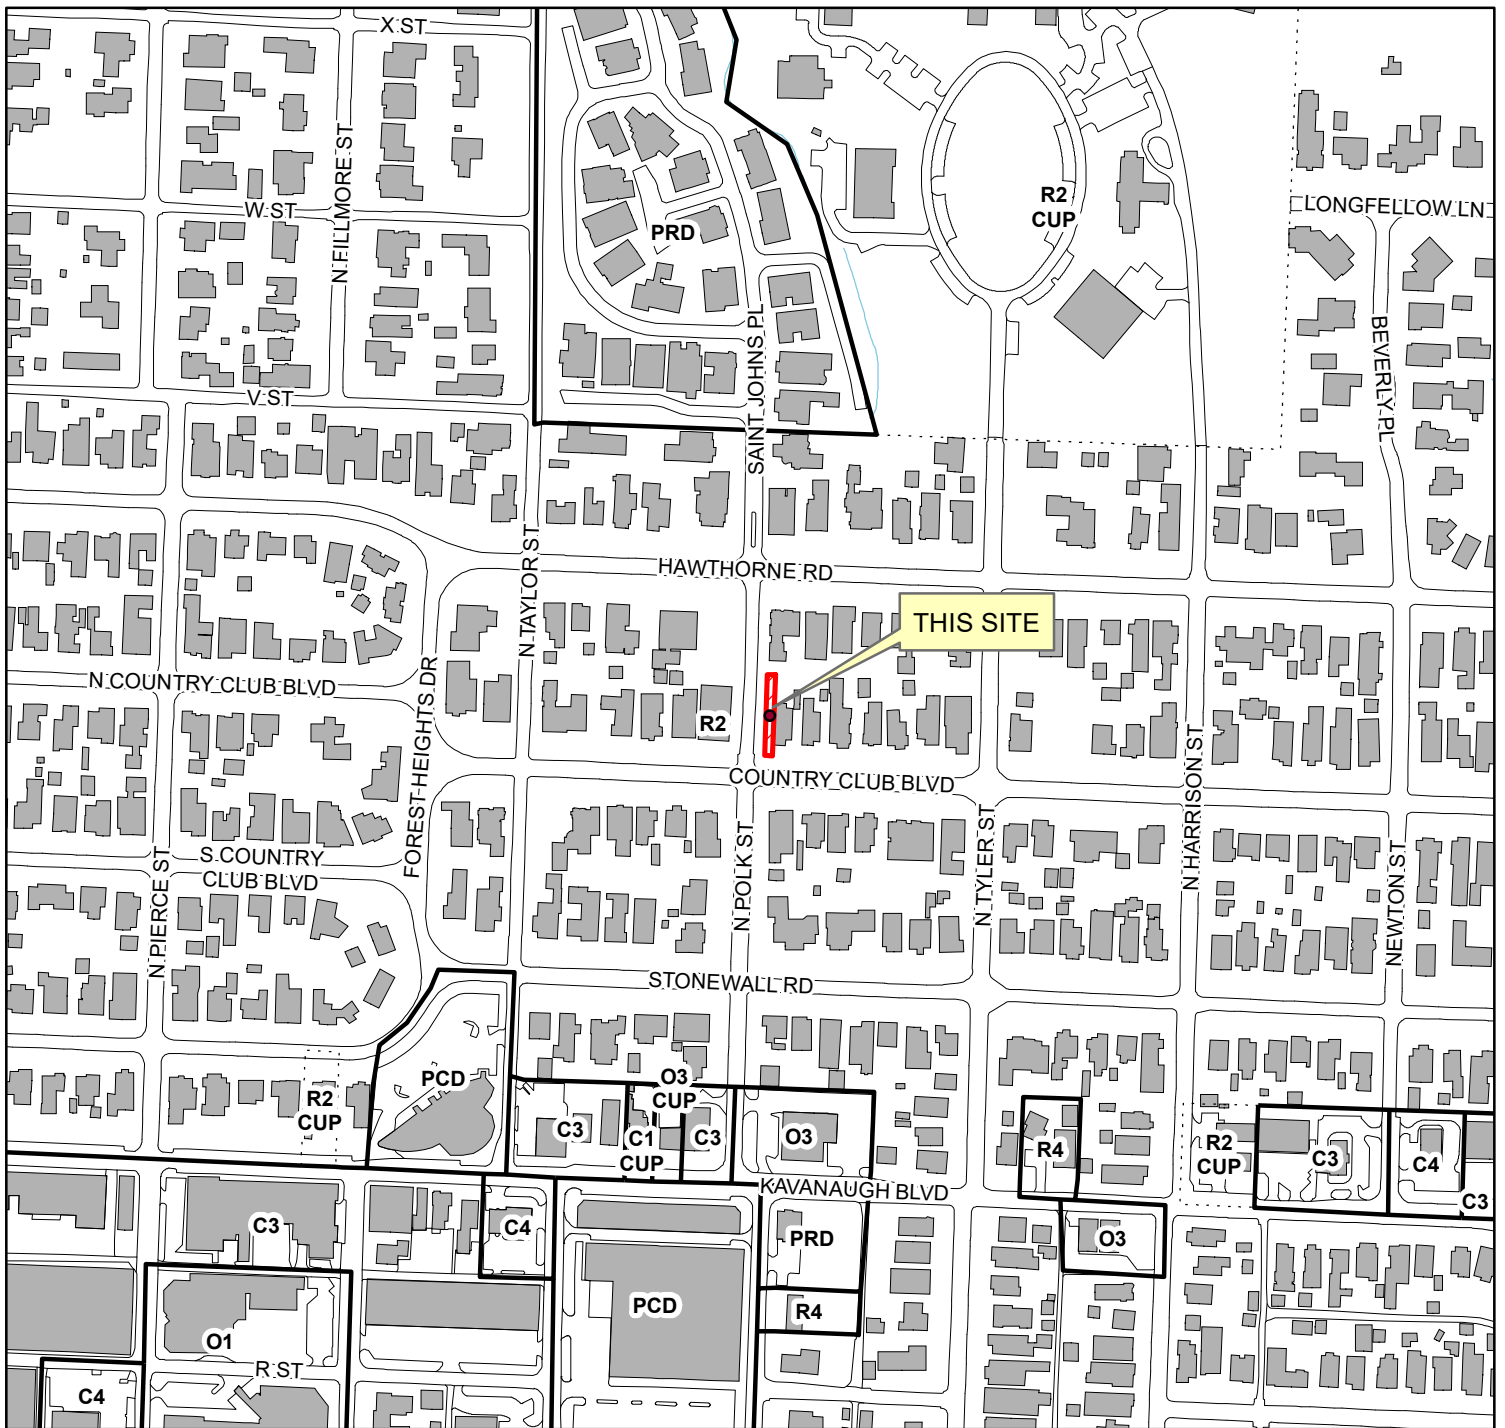 X ST
N FILLMORE ST
W ST
PRD
R2
CUP
LONGFELLOW LN
BEVERLY PL
SAINT JOHNS PL
V ST
N TAYLOR ST
HAWTHORNE RD
THIS SITE
N COUNTRY CLUB BLVD
FOREST HEIGHTS DR
R2
COUNTRY CLUB BLVD
N HARRISON ST
S COUNTRY
CLUB BLVD
N PIERCE ST
N POLK ST
N TYLER ST
NEWTON ST
STONEWALL RD
PCD
O3
CUP
R2
CUP
C3
C1
CUP
C3
O3
R4
R2
CUP
C3
C4
C3
KAVANAUGH BLVD
C3
C4
PRD
O3
PCD
R4
O1
R ST
C4